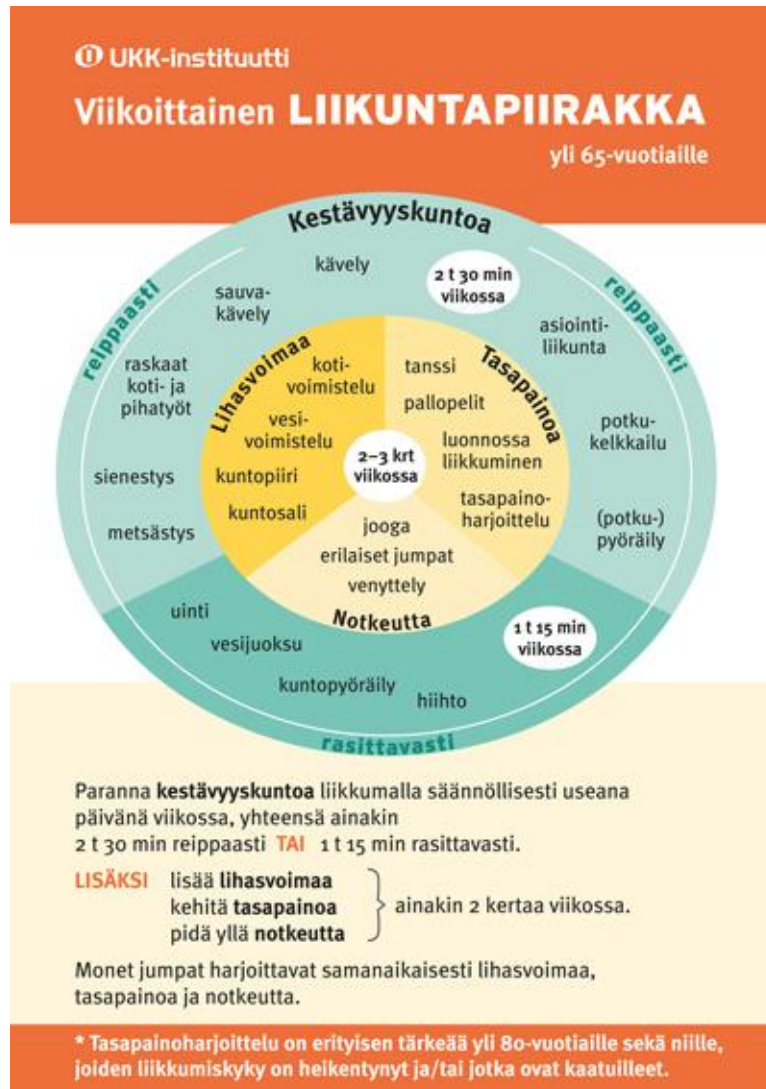 UKK-instituutti
Viikoittainen LIIKUNTAPIIRAKKA
yli 65-vuotiaille
Kestävyyskuntoa
reippaasti
reippaasti
kävely
2 t 30 min
viikossa
sauva-
kävely
asiointi-
liikunta
raskaat
koti- ja
pihatyöt
potku-
kelkkailu
sienestys
metsästys
(potku-)
pyöräily
Lihasvoimaa
koti-
voimistelu
vesi-
voimistelu
kuntopiiri
kuntosali
Tasapainoa
tanssi
pallopelit
luonnossa
liikkuminen
tasapaino-
harjoittelu
2–3 krt
viikossa
jooga
erilaiset jumpat
venyttely
Notkeutta
uinti
vesijuoksu
kuntopyöräily
hiihto
1 t 15 min
viikossa
rasittavasti
Paranna kestävyyskuntoa liikkumalla säännöllisesti useana
päivänä viikossa, yhteensä ainakin
2 t 30 min reippaasti TAI 1 t 15 min rasittavasti.
LISÄKSI lisää lihasvoimaa
kehitä tasapainoa
pidä yllä notkeutta
ainakin 2 kertaa viikossa.
Monet jumpat harjoittavat samanaikaisesti lihasvoimaa,
tasapainoa ja notkeutta.
* Tasapainoharjoittelu on erityisen tärkeää yli 80-vuotiaille sekä niille,
joiden liikkumiskyky on heikentynyt ja/tai jotka ovat kaatuilleet.